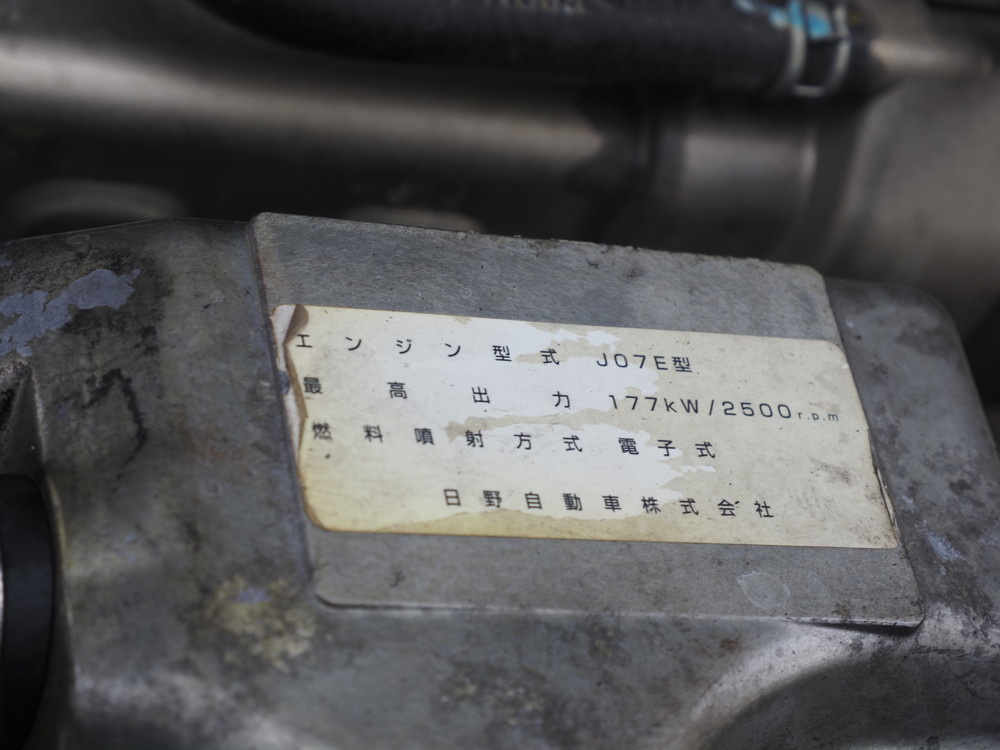 エンジン型式 J07E型
最高出力 177kW/2500r.p.m
燃料噴射方式 電子式
日野自動車株式会社